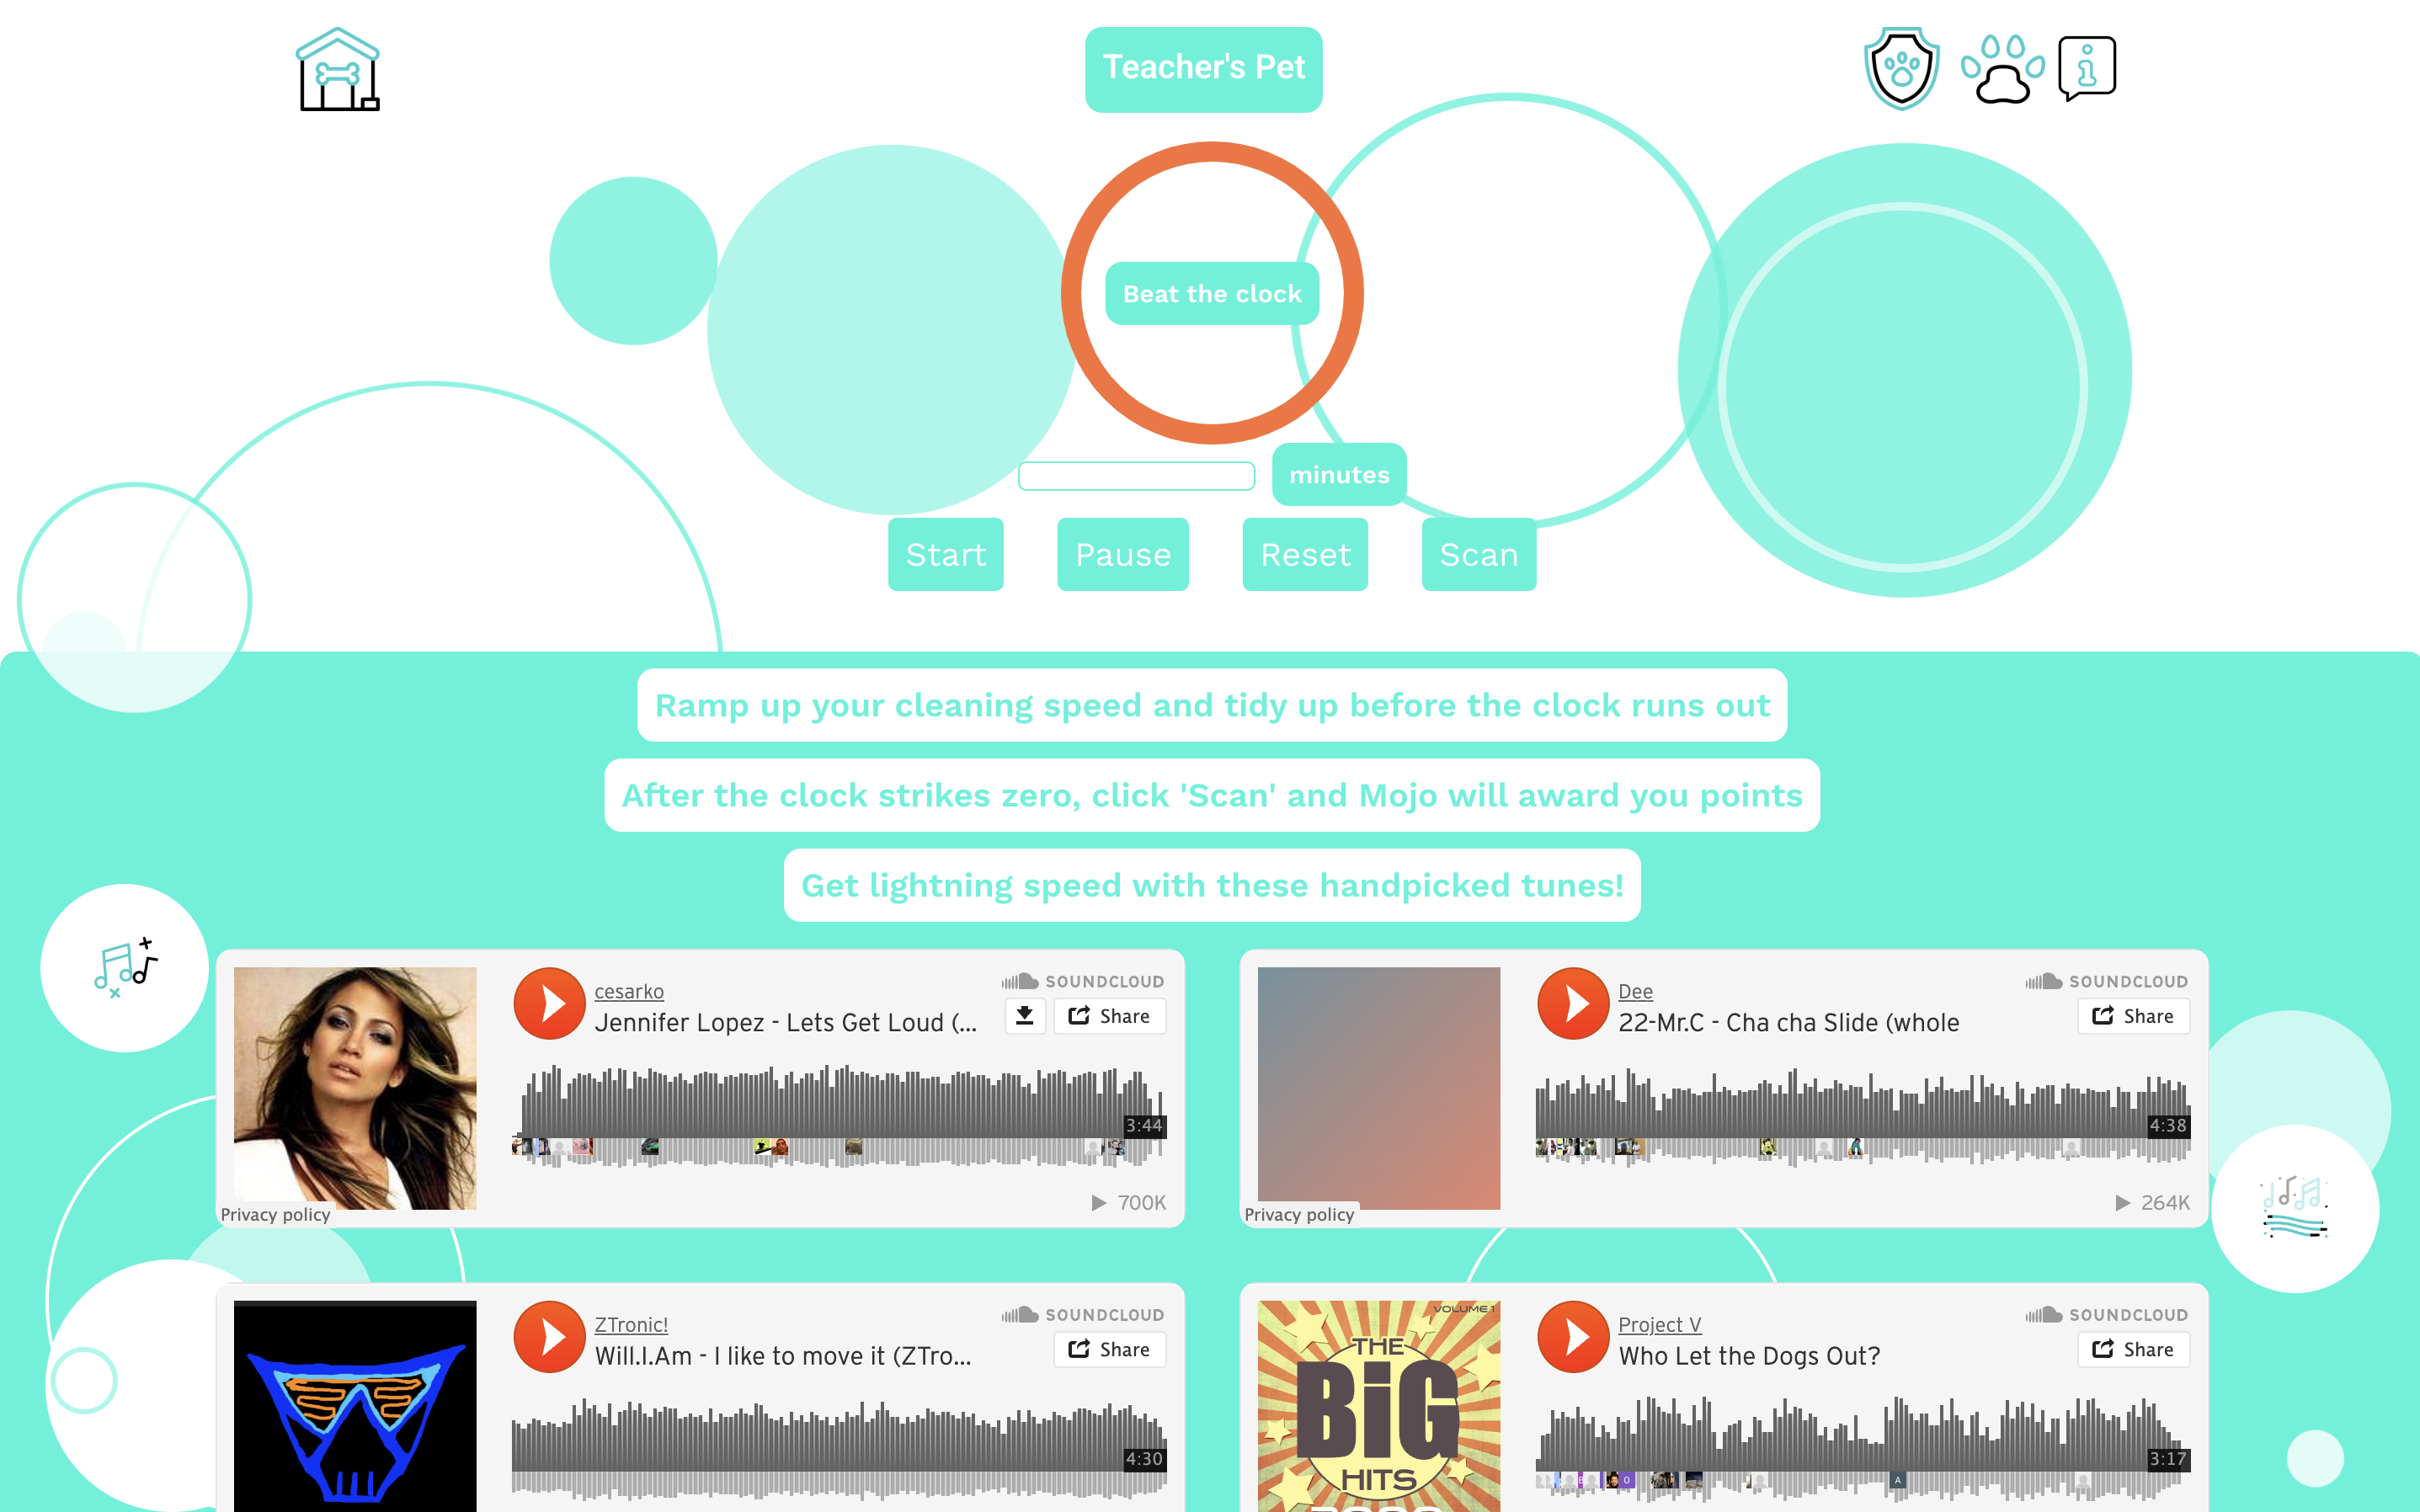 Teacher's Pet
Beat the clock
minutes
Start
Pause
Reset
Scan
Ramp up your cleaning speed and tidy up before the clock runs out
After the clock strikes zero, click 'Scan' and Mojo will award you points
Get lightning speed with these handpicked tunes!
cesarko
SOUNDCLOUD
Jennifer Lopez - Lets Get Loud (...
Share
3:44
700K
Privacy policy
Dee
SOUNDCLOUD
22-Mr.C - Cha cha Slide (whole
Share
4:38
264K
Privacy policy
ZTronic!
SOUNDCLOUD
Will.I.Am - I like to move it (ZTro...
Share
4:30
VOLUME 1
THE
BiG
HITS
Project V
SOUNDCLOUD
Who Let the Dogs Out?
Share
3:17
O
A